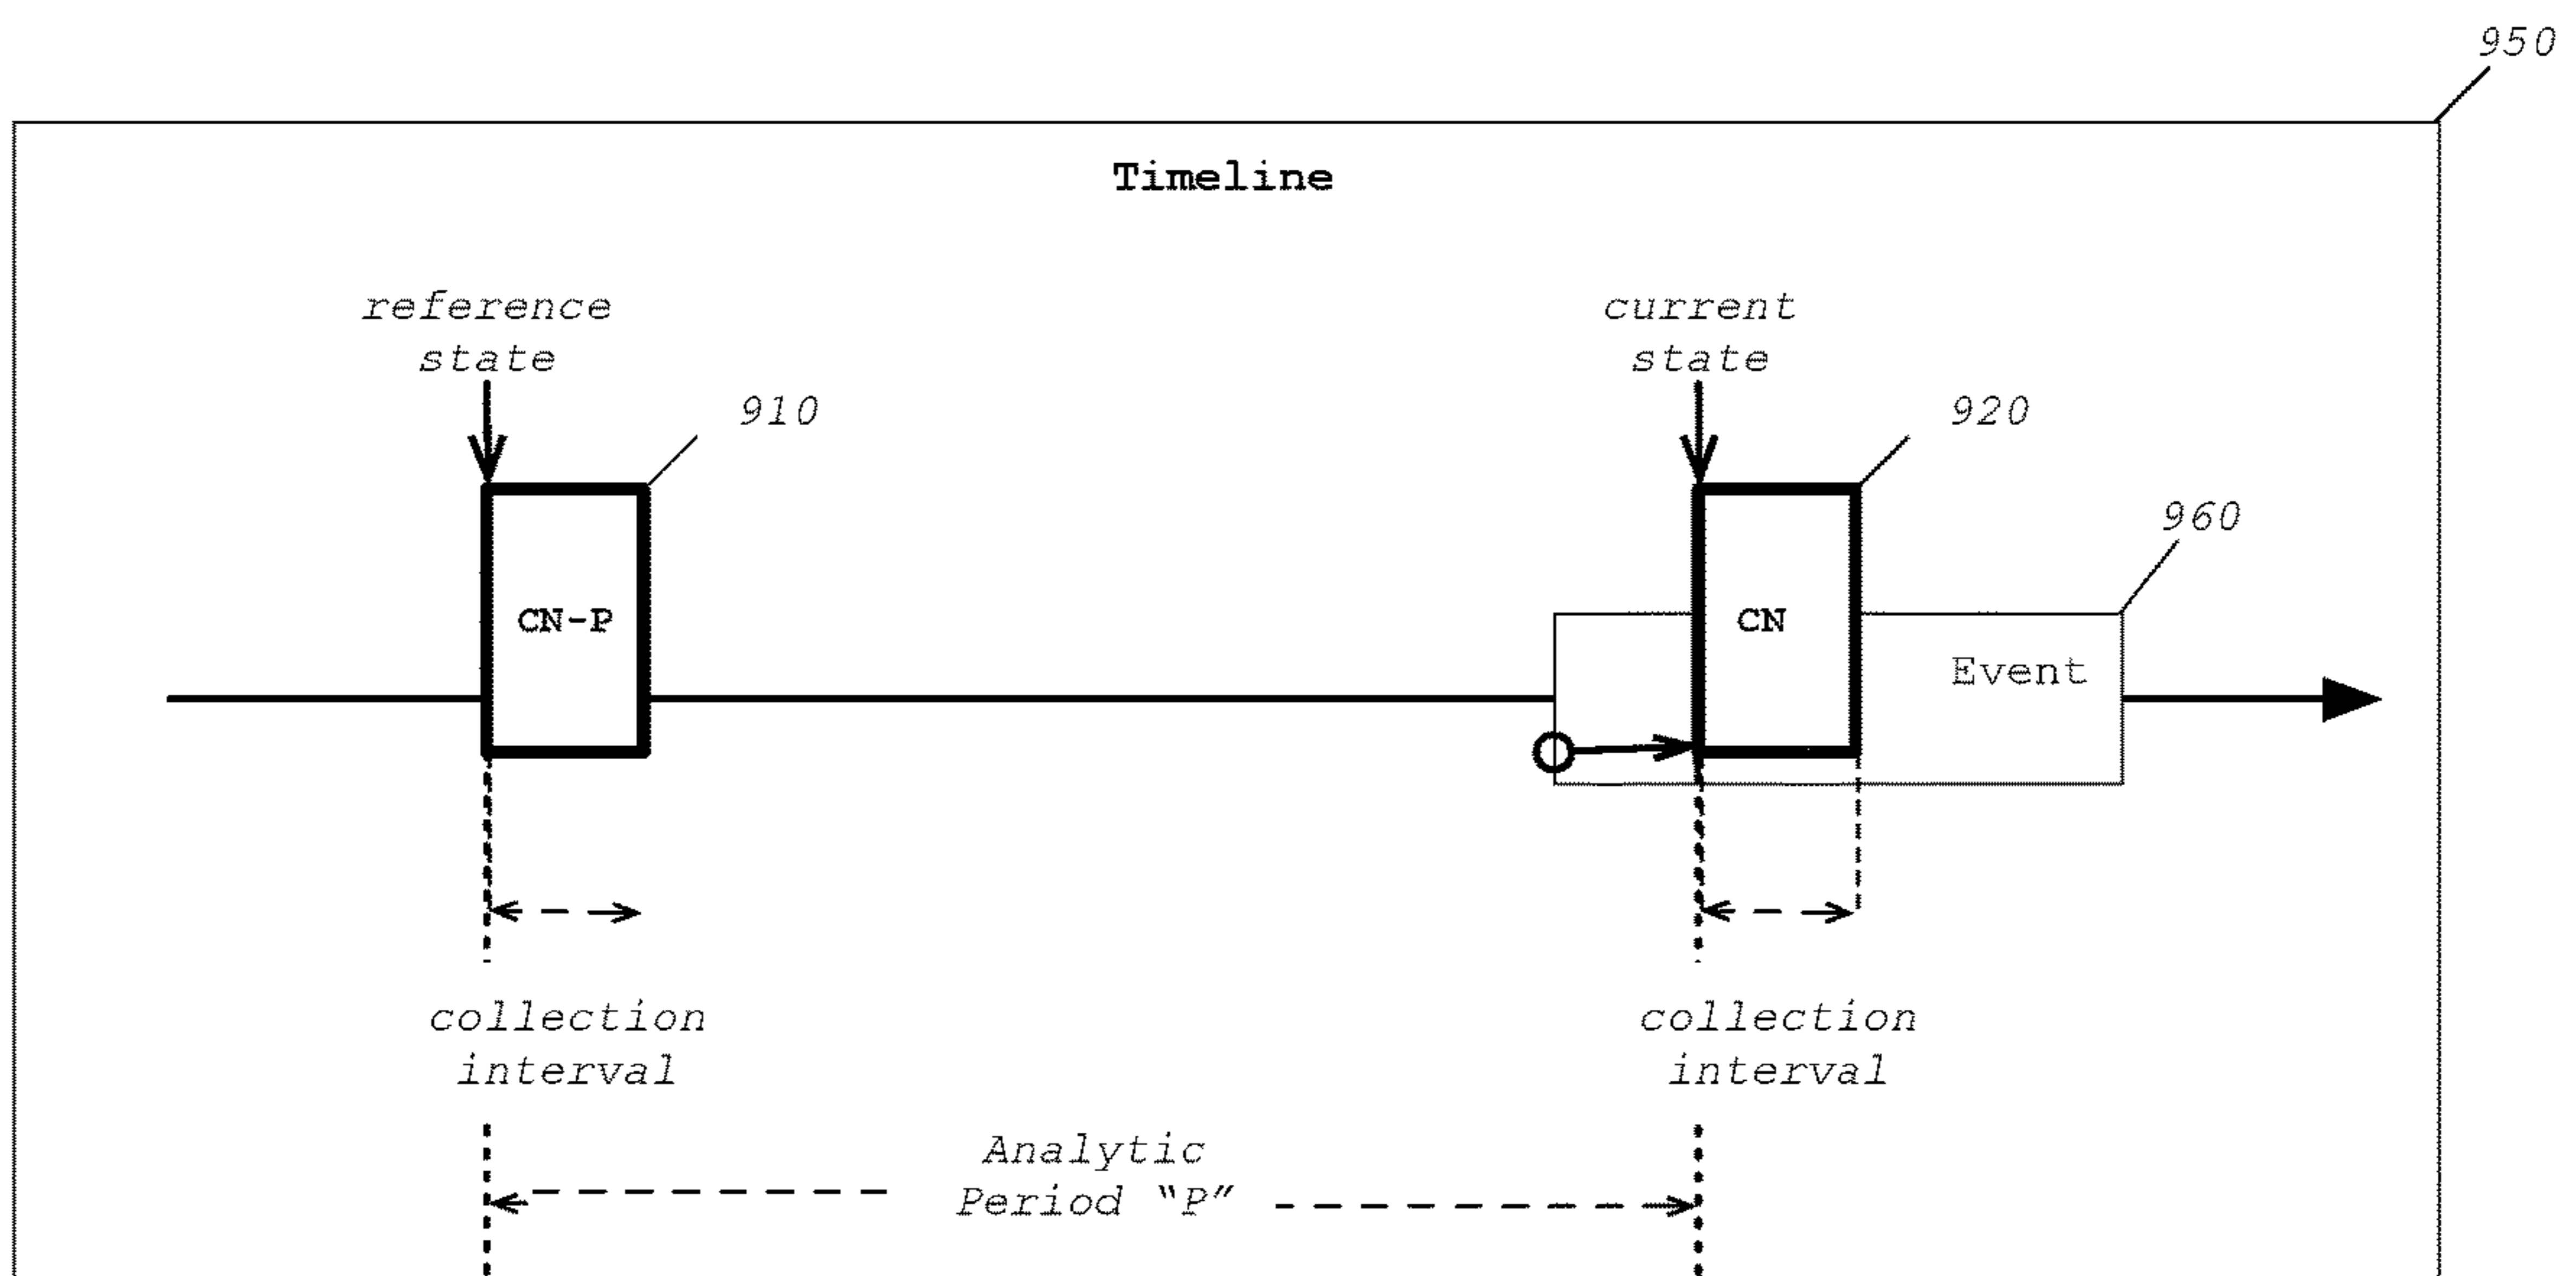 950
Timeline
reference
state
current
state
910
920
960
CN-P
CN
Event
collection
interval
collection
interval
Analytic
Period “P”